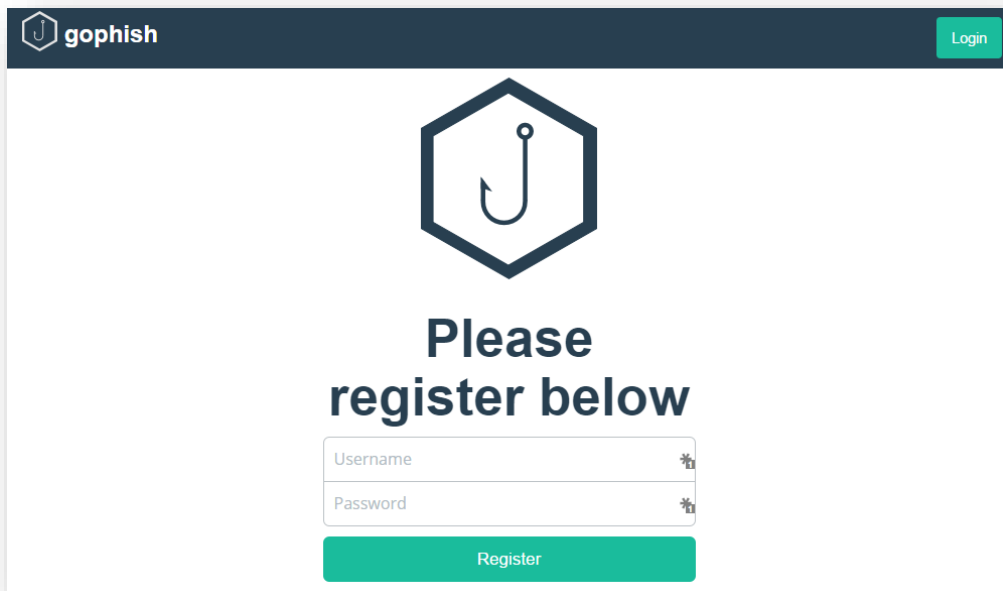 gophish
Login
Please
register below
Username
Password
Register